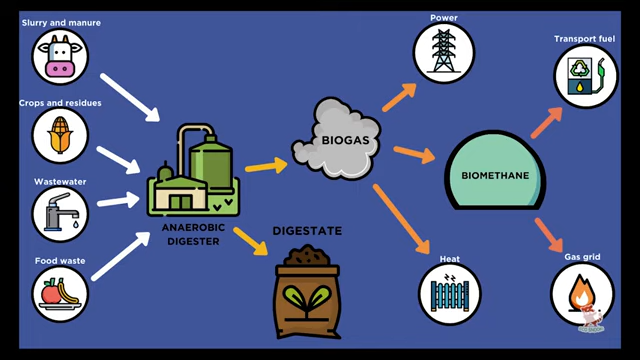 Slurry and manure
Crops and residues
Wastewater
Food waste
ANAEROBIC
DIGESTER
DIGESTATE
BIOGAS
Power
BIOMETHANE
Heat
Transport fuel
Gas grid